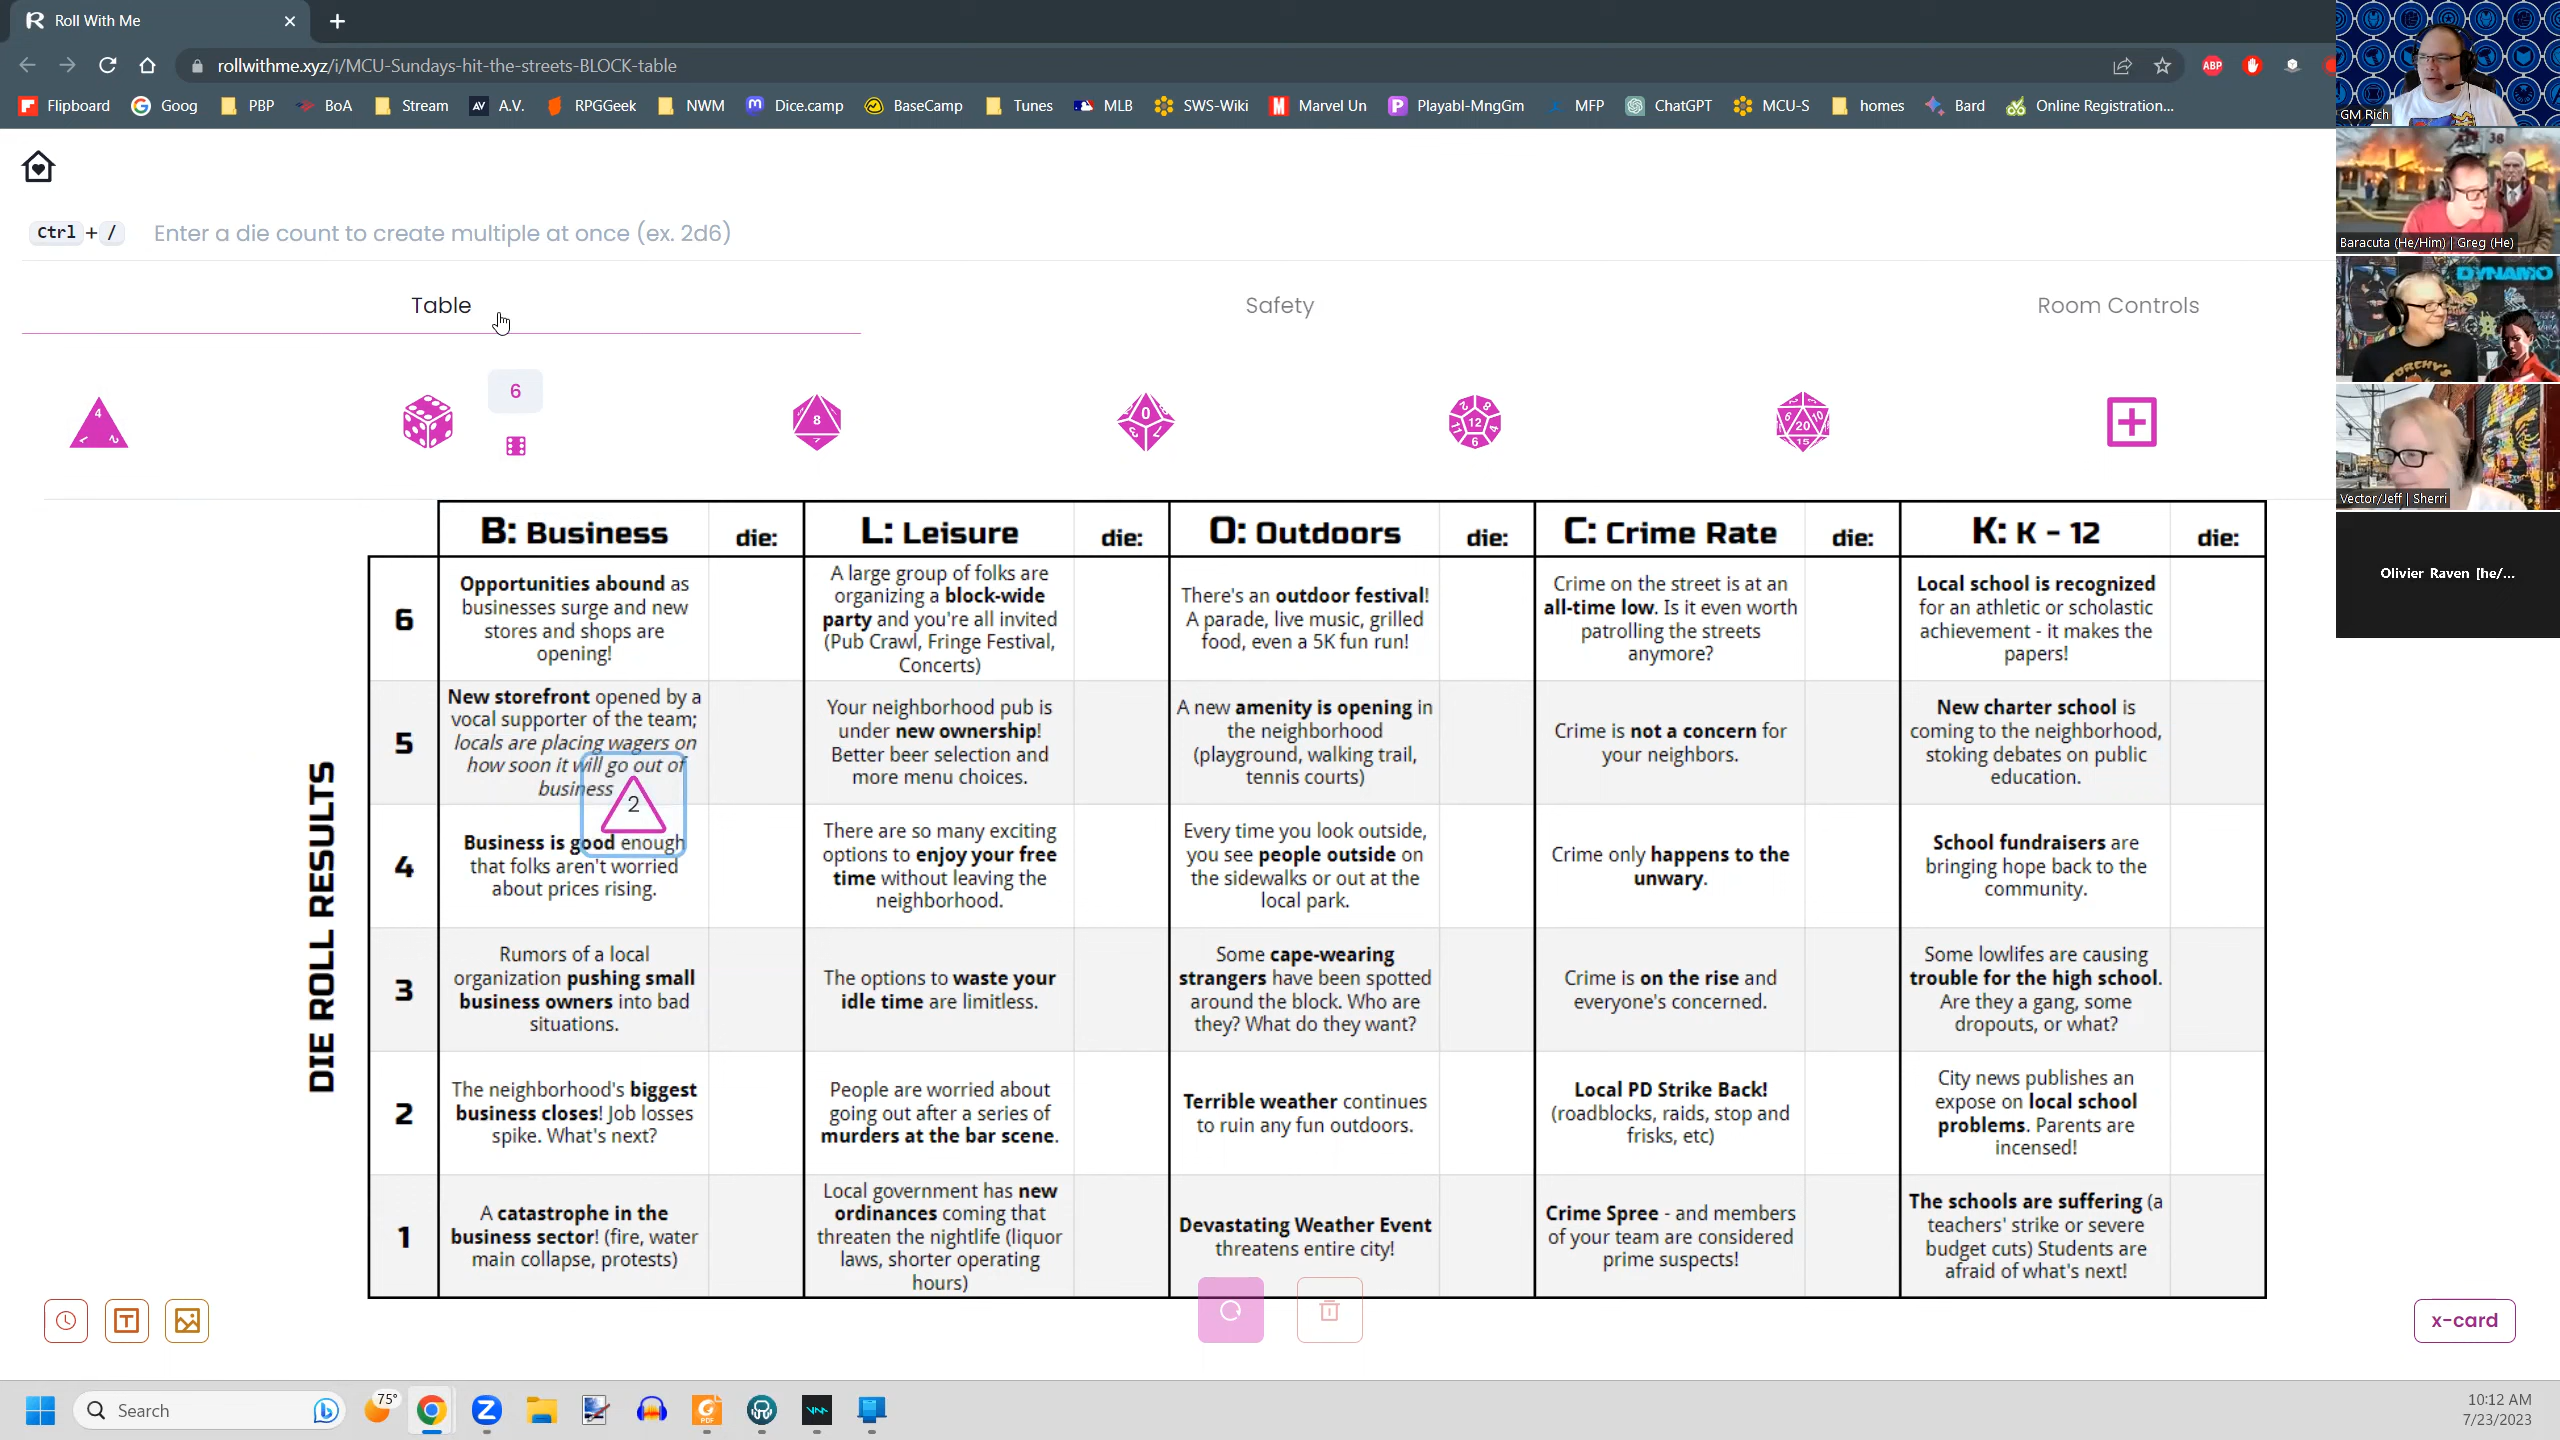 Roll With Me
rollwithme.xyz/i/MCU-Sundays-hit-the-streets-BLOCK-table
ABP
Flipboard
Goog
PBP
BoA
Stream
A.V.
RPGGeek
NWM
Dice.camp
BaseCamp
Tunes
MLB
SWS-Wiki
Marvel Un
Playabl-MngGm
MFP
ChatGPT
MCU-S
homes
Bard
Online Registration...
GM Rich
38
Baracuta (He/Him) | Greg (He)
DYNAMO
Vector/Jeff | Sherri
Olivier Raven [he/...
Ctrl + /
Enter a die count to create multiple at once (ex. 2d6)
Table
Safety
Room Controls
6
4
8
0
12
20
B: Business
die:
L: Leisure
die:
O: Outdoors
die:
C: Crime Rate
die:
K: K - 12
die:
DIE ROLL RESULTS
6
Opportunities abound as
businesses surge and new
stores and shops are
opening!
A large group of folks are
organizing a block-wide
party and you're all invited
(Pub Crawl, Fringe Festival,
Concerts)
There's an outdoor festival!
A parade, live music, grilled
food, even a 5K fun run!
Crime on the street is at an
all-time low. Is it even worth
patrolling the streets
anymore?
Local school is recognized
for an athletic or scholastic
achievement - it makes the
papers!
5
New storefront opened by a
vocal supporter of the team;
locals are placing wagers on
how soon it will go out of
business
2
Your neighborhood pub is
under new ownership!
Better beer selection and
more menu choices.
A new amenity is opening in
the neighborhood
(playground, walking trail,
tennis courts)
Crime is not a concern for
your neighbors.
New charter school is
coming to the neighborhood,
stoking debates on public
education.
4
Business is good enough
that folks aren't worried
about prices rising.
There are so many exciting
options to enjoy your free
time without leaving the
neighborhood.
Every time you look outside,
you see people outside on
the sidewalks or out at the
local park.
Crime only happens to the
unwary.
School fundraisers are
bringing hope back to the
community.
3
Rumors of a local
organization pushing small
business owners into bad
situations.
The options to waste your
idle time are limitless.
Some cape-wearing
strangers have been spotted
around the block. Who are
they? What do they want?
Crime is on the rise and
everyone's concerned.
Some lowlifes are causing
trouble for the high school.
Are they a gang, some
dropouts, or what?
2
The neighborhood's biggest
business closes! Job losses
spike. What's next?
People are worried about
going out after a series of
murders at the bar scene.
Terrible weather continues
to ruin any fun outdoors.
Local PD Strike Back!
(roadblocks, raids, stop and
frisks, etc)
City news publishes an
expose on local school
problems. Parents are
incensed!
1
A catastrophe in the
business sector! (fire, water
main collapse, protests)
Local government has new
ordinances coming that
threaten the nightlife (liquor
laws, shorter operating
hours)
Devastating Weather Event
threatens entire city!
Crime Spree - and members
of your team are considered
prime suspects!
The schools are suffering (a
teachers' strike or severe
budget cuts) Students are
afraid of what's next!
x-card
Search
75°
10:12 AM
7/23/2023